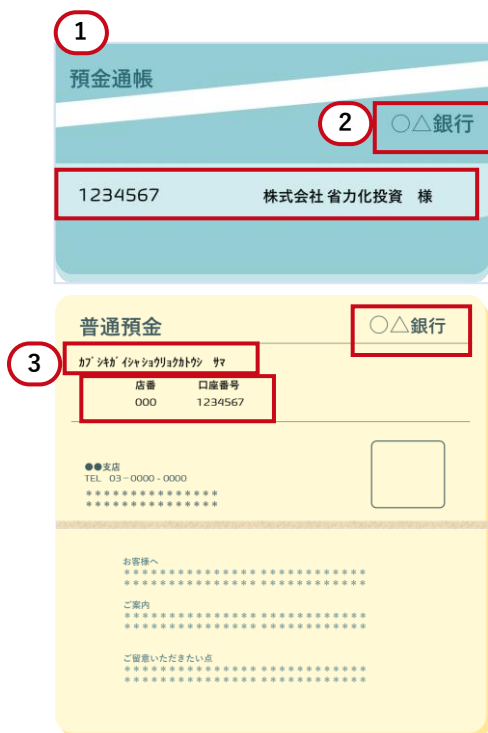 1
預金通帳
2
○△銀行
1234567 株式会社 省力化投資 様
普通預金 ○△銀行
3
ｶﾌﾞｼｷｶﾞｲｼｬ ｼｮｳﾘｮｸｶﾄｳｼ ｻﾏ
店番 口座番号
000 1234567
●●支店
TEL 03-0000-0000
***************
***************
お客様へ
***************************
***************************
ご案内
***************************
***************************
ご留意いただきたい点
***************************
***************************